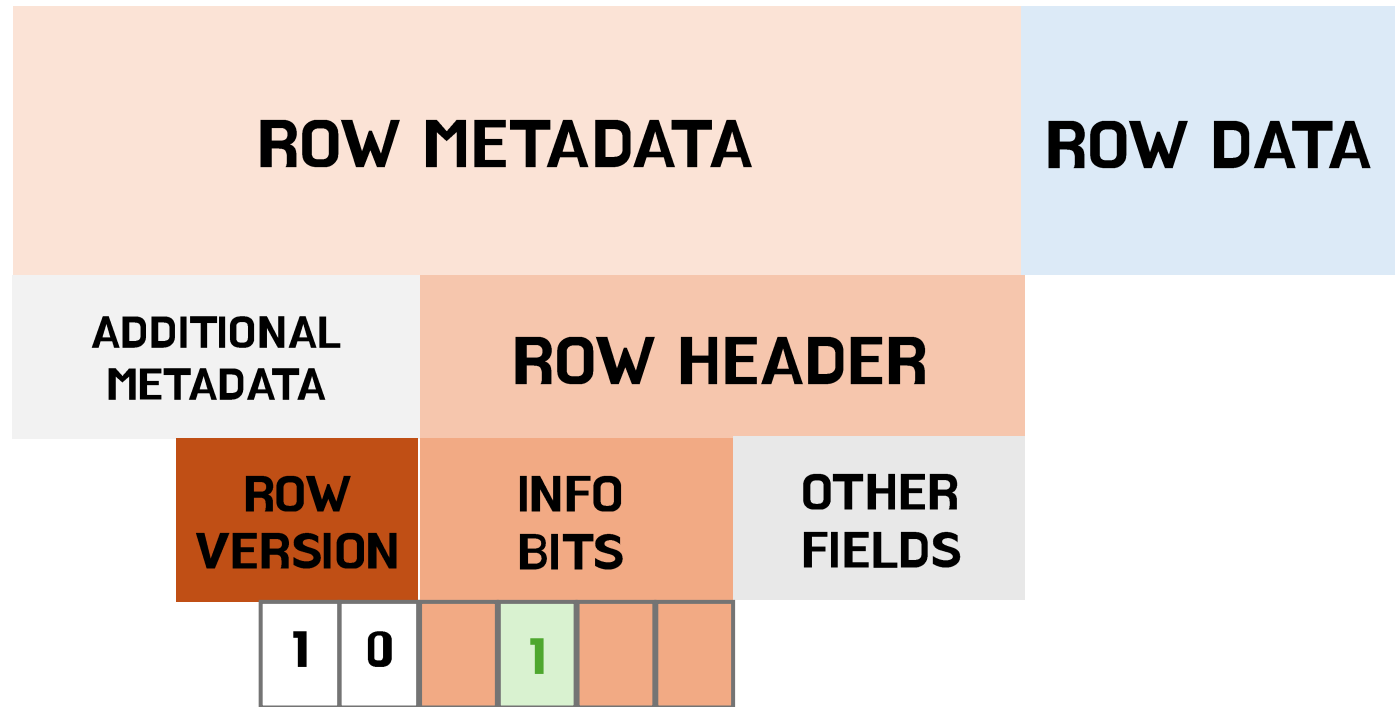 ROW METADATA
ROW DATA
ADDITIONAL
METADATA
ROW HEADER
ROW
VERSION
INFO
BITS
OTHER
FIELDS
1 0 1